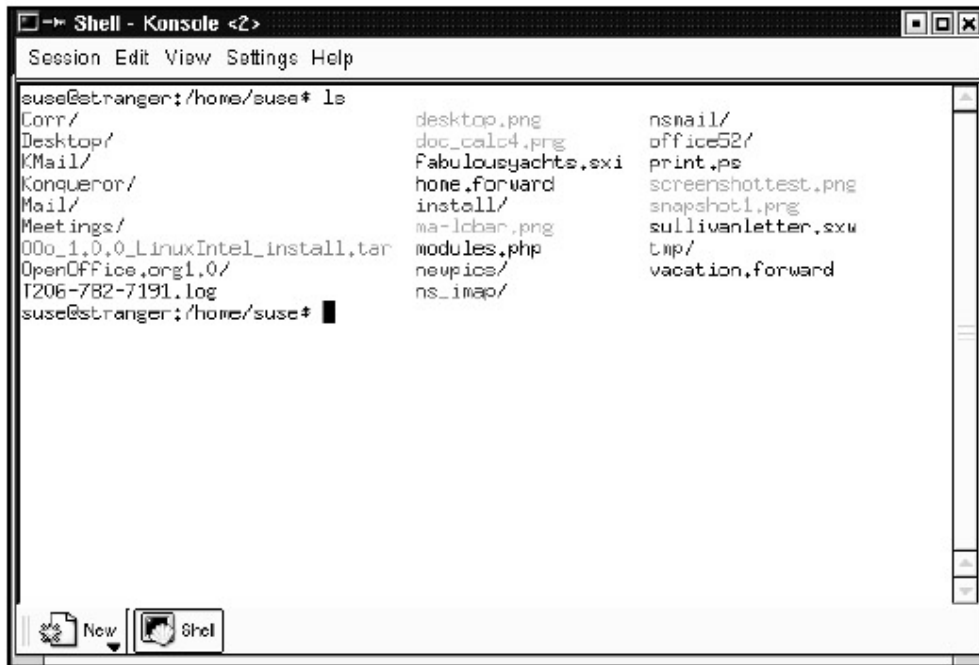 Shell - Konsole <2>
Session Edit View Settings Help
suse@stranger:/home/suse# ls
Corr/ desktop.png nsmail/
Desktop/ doc_calc4.png office52/
KMail/ fabulousyachts.sxi print.ps
Konqueror/ home.forward screenshottest.png
Mail/ install/ snapshot1.png
Meetings/ ma-lcbar.png sullivanletter.sxw
OOo_1.0.0_LinuxIntel_install.tar modules.php tmp/
OpenOffice.org1.0/ newpics/ vacation.forward
T206-782-7191.log ns_imap/
suse@stranger:/home/suse#
New Shell